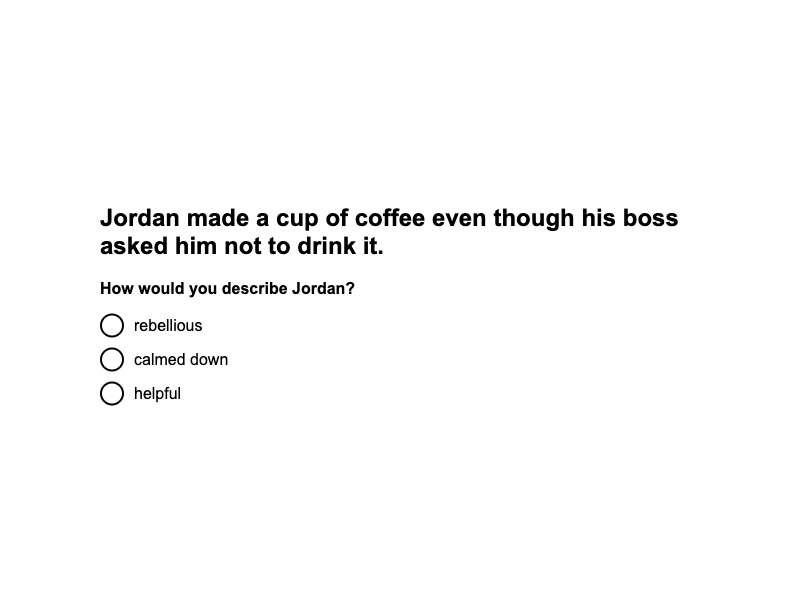 Jordan made a cup of coffee even though his boss
asked him not to drink it.
How would you describe Jordan?
rebellious
calmed down
helpful